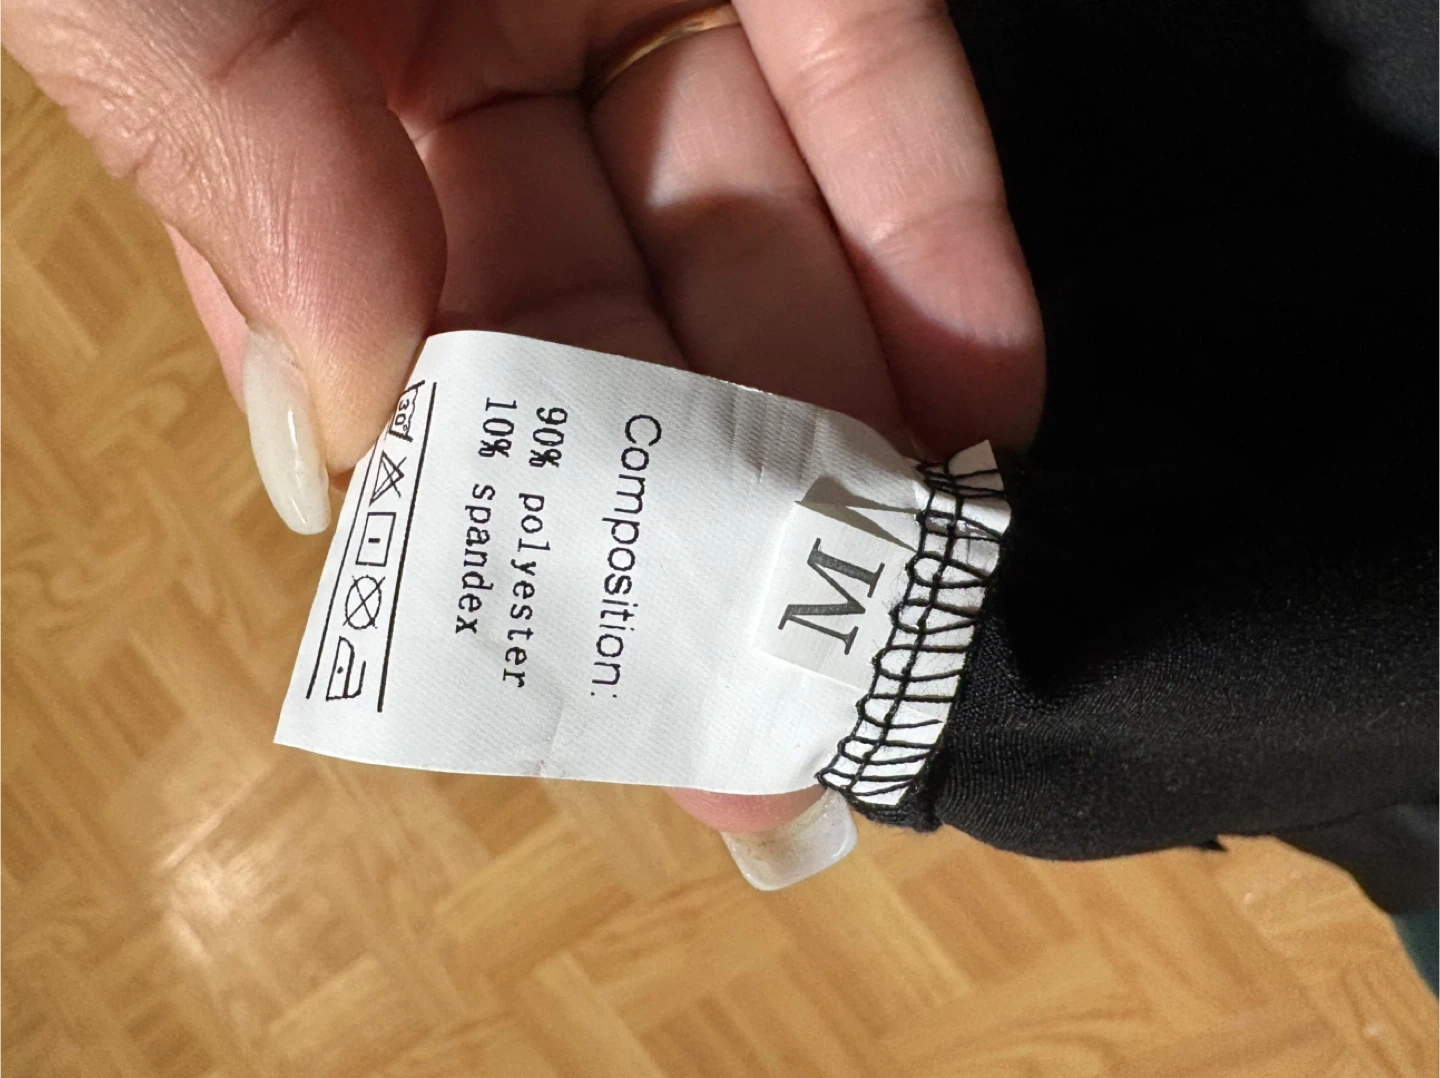 M
Composition:
90% polyester
10% spandex
30°